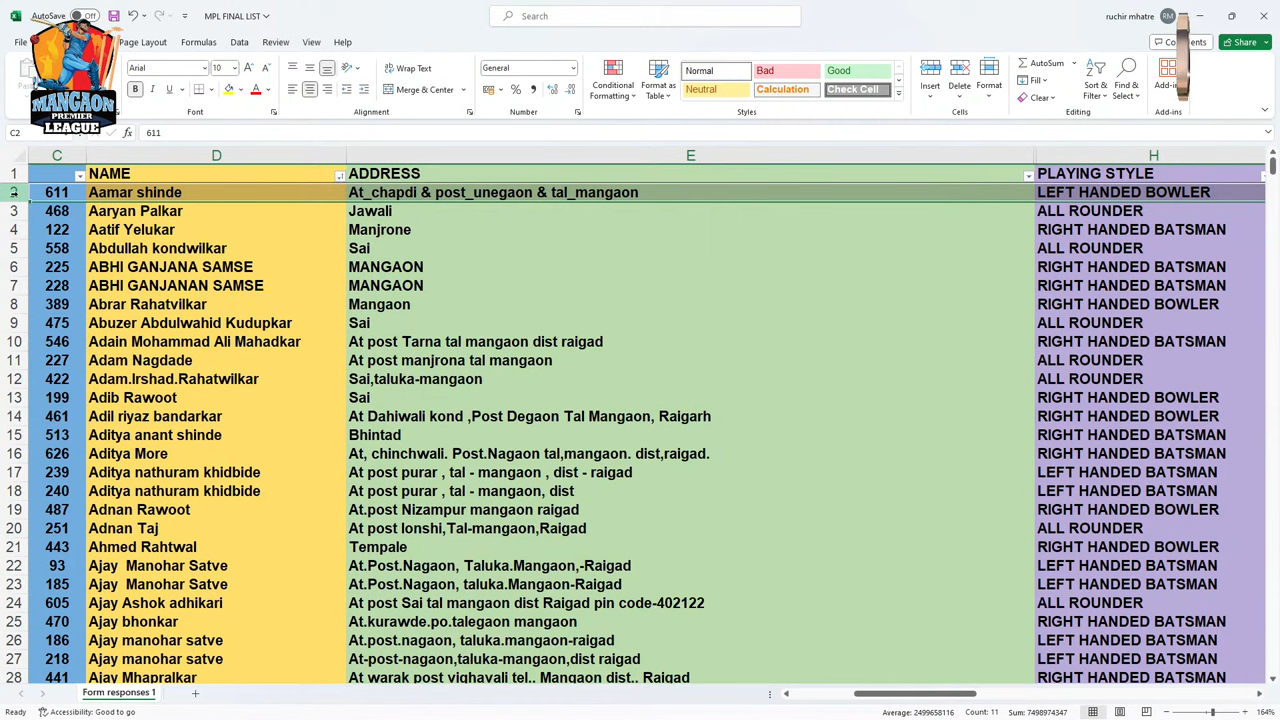 AutoSave Off MPL FINAL LIST Search ruchir mhatre RM
Page Layout Formulas Data Review View Help Comments Share
Arial 10 Wrap Text General Normal Bad Good AutoSum
Merge & Center Conditional Formatting Format as Table Neutral Calculation Check Cell Insert Delete Format Fill Sort & Filter Find & Select Add-ins
Clear
Font Alignment Number Styles Cells Editing Add-ins
MANGAON
PREMIER
LEAGUE
C2 fx 611
C D E H
1 NAME ADDRESS PLAYING STYLE
2 611 Aamar shinde At_chapdi & post_unegaon & tal_mangaon LEFT HANDED BOWLER
3 468 Aaryan Palkar Jawali ALL ROUNDER
4 122 Aatif Yelukar Manjrone RIGHT HANDED BATSMAN
5 558 Abdullah kondwilkar Sai ALL ROUNDER
6 225 ABHI GANJANA SAMSE MANGAON RIGHT HANDED BATSMAN
7 228 ABHI GANJANAN SAMSE MANGAON RIGHT HANDED BATSMAN
8 389 Abrar Rahatvilkar Mangaon RIGHT HANDED BOWLER
9 475 Abuzer Abdulwahid Kudupkar Sai ALL ROUNDER
10 546 Adain Mohammad Ali Mahadkar At post Tarna tal mangaon dist raigad RIGHT HANDED BATSMAN
11 227 Adam Nagdade At post manjrona tal mangaon ALL ROUNDER
12 422 Adam.Irshad.Rahatwilkar Sai,taluka-mangaon ALL ROUNDER
13 199 Adib Rawoot Sai RIGHT HANDED BOWLER
14 461 Adil riyaz bandarkar At Dahiwali kond ,Post Degaon Tal Mangaon, Raigarh RIGHT HANDED BOWLER
15 513 Aditya anant shinde Bhintad RIGHT HANDED BATSMAN
16 626 Aditya More At, chinchwali. Post.Nagaon tal,mangaon. dist,raigad. RIGHT HANDED BATSMAN
17 239 Aditya nathuram khidbide At post purar , tal - mangaon , dist - raigad LEFT HANDED BATSMAN
18 240 Aditya nathuram khidbide At post purar , tal - mangaon, dist LEFT HANDED BATSMAN
19 487 Adnan Rawoot At.post Nizampur mangaon raigad RIGHT HANDED BOWLER
20 251 Adnan Taj At post lonshi,Tal-mangaon,Raigad ALL ROUNDER
21 443 Ahmed Rahtwal Tempale RIGHT HANDED BOWLER
22 93 Ajay  Manohar Satve At.Post.Nagaon, Taluka.Mangaon,-Raigad LEFT HANDED BATSMAN
23 185 Ajay  Manohar Satve At.Post.Nagaon, taluka.Mangaon-Raigad LEFT HANDED BATSMAN
24 605 Ajay Ashok adhikari At post Sai tal mangaon dist Raigad pin code-402122 ALL ROUNDER
25 470 Ajay bhonkar At.kurawde.po.talegaon mangaon RIGHT HANDED BATSMAN
26 186 Ajay manohar satve At.post.nagaon, taluka.mangaon-raigad LEFT HANDED BATSMAN
27 218 Ajay manohar satve At-post-nagaon,taluka-mangaon,dist raigad LEFT HANDED BATSMAN
28 441 Ajay Mhapralkar At warak post vighavali tel.. Mangaon dist.. Raigad RIGHT HANDED BATSMAN
Form responses 1
Ready Accessibility: Good to go Average: 2499658116 Count: 11 Sum: 7498974347 164%